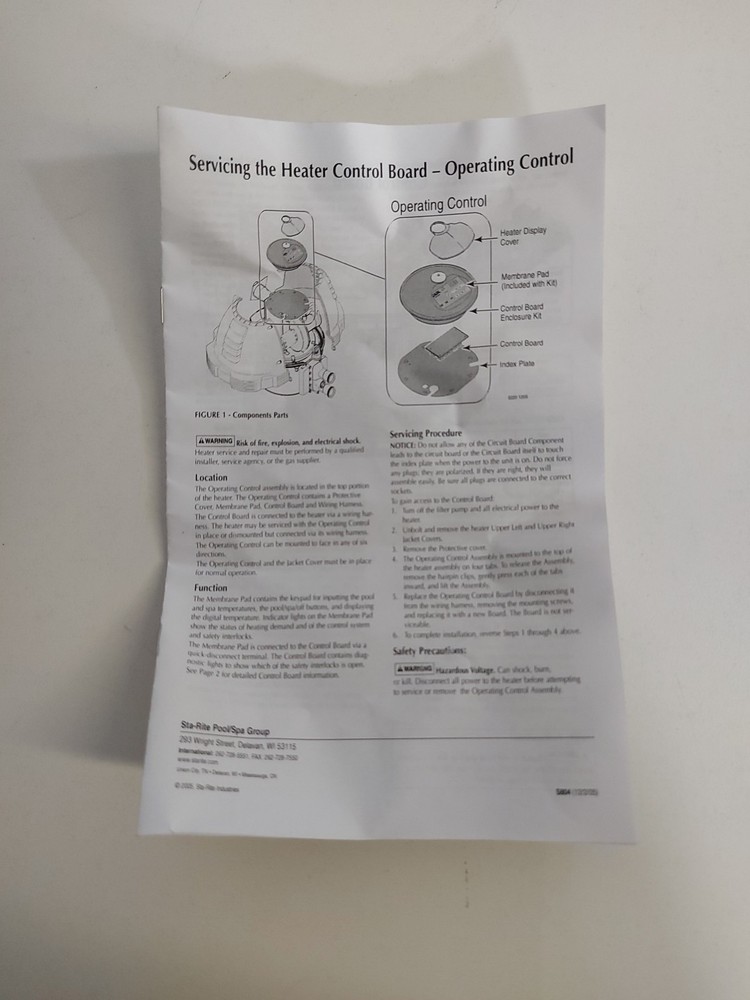 Servicing the Heater Control Board – Operating Control
Operating Control
Heater Display
Cover
Membrane Pad
(Included with Kit)
Control Board
Enclosure Kit
Control Board
Index Plate
FIGURE 1 - Components Parts
WARNING Risk of fire, explosion, and electrical shock.
Heater service and repair must be performed by a qualified
installer, service agency, or the gas supplier.
Location
The Operating Control assembly is located in the top portion
of the heater. The Operating Control contains a Protective
Cover, Membrane Pad, Control Board and Wiring Harness.
The Control Board is connected to the heater via a wiring har-
ness. The heater may be serviced with the Operating Control
in place or dismounted but connected via its wiring harness.
The Operating Control can be mounted to face in any of six
directions.
The Operating Control and the Jacket Cover must be in place
for normal operation.
Function
The Membrane Pad contains the keypad for inputting the pool
and spa temperatures, the pool/spa/off buttons, and displaying
the digital temperature. Indicator lights on the Membrane Pad
show the status of heating demand and of the control system
and safety interlocks.
The Membrane Pad is connected to the Control Board via a
quick-disconnect terminal. The Control Board contains diag-
nostic lights to show which of the safety interlocks is open.
See Page 2 for detailed Control Board information.
Servicing Procedure
NOTICE: Do not allow any of the Circuit Board Component
leads to the circuit board or the Circuit Board itself to touch
the index plate when the power to the unit is on. Do not force
any plugs; they are polarized. If they are right, they will
assemble easily. Be sure all plugs are connected to the correct
sockets.
To gain access to the Control Board:
1. Turn off the filter pump and all electrical power to the
heater.
2. Unbolt and remove the heater Upper Left and Upper Right
Jacket Covers.
3. Remove the Protective cover.
4. The Operating Control Assembly is mounted to the top of
the heater assembly on four tabs. To release the Assembly,
remove the hairpin clips, gently press each of the tabs
inward, and lift the Assembly.
5. Replace the Operating Control Board by disconnecting it
from the wiring harness, removing the mounting screws,
and replacing it with a new Board. The Board is not ser-
viceable.
6. To complete installation, reverse Steps 1 through 4 above.
Safety Precautions:
WARNING Hazardous Voltage. Can shock, burn,
or kill. Disconnect all power to the heater before attempting
to service or remove the Operating Control Assembly.
Sta-Rite Pool/Spa Group
293 Wright Street, Delavan, WI 53115
International: FAX:
www.starite.com
Union City, TN • Delavan, WI • Mississauga, ON
Sta-Rite Industries